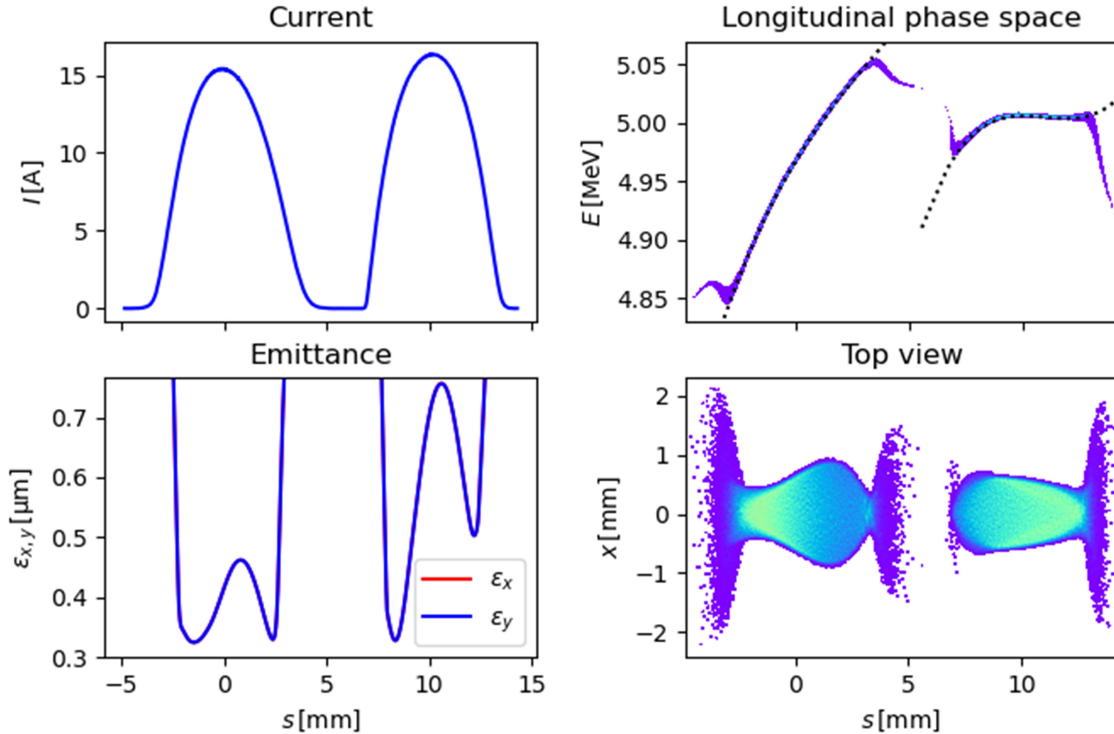 Current
I [A]
15
10
5
0
Longitudinal phase space
E [MeV]
5.05
5.00
4.95
4.90
4.85
Emittance
εx,y [µm]
0.7
0.6
0.5
0.4
0.3
εx
εy
−5
0
5
10
15
s [mm]
Top view
x [mm]
2
1
0
−1
−2
0
5
10
s [mm]